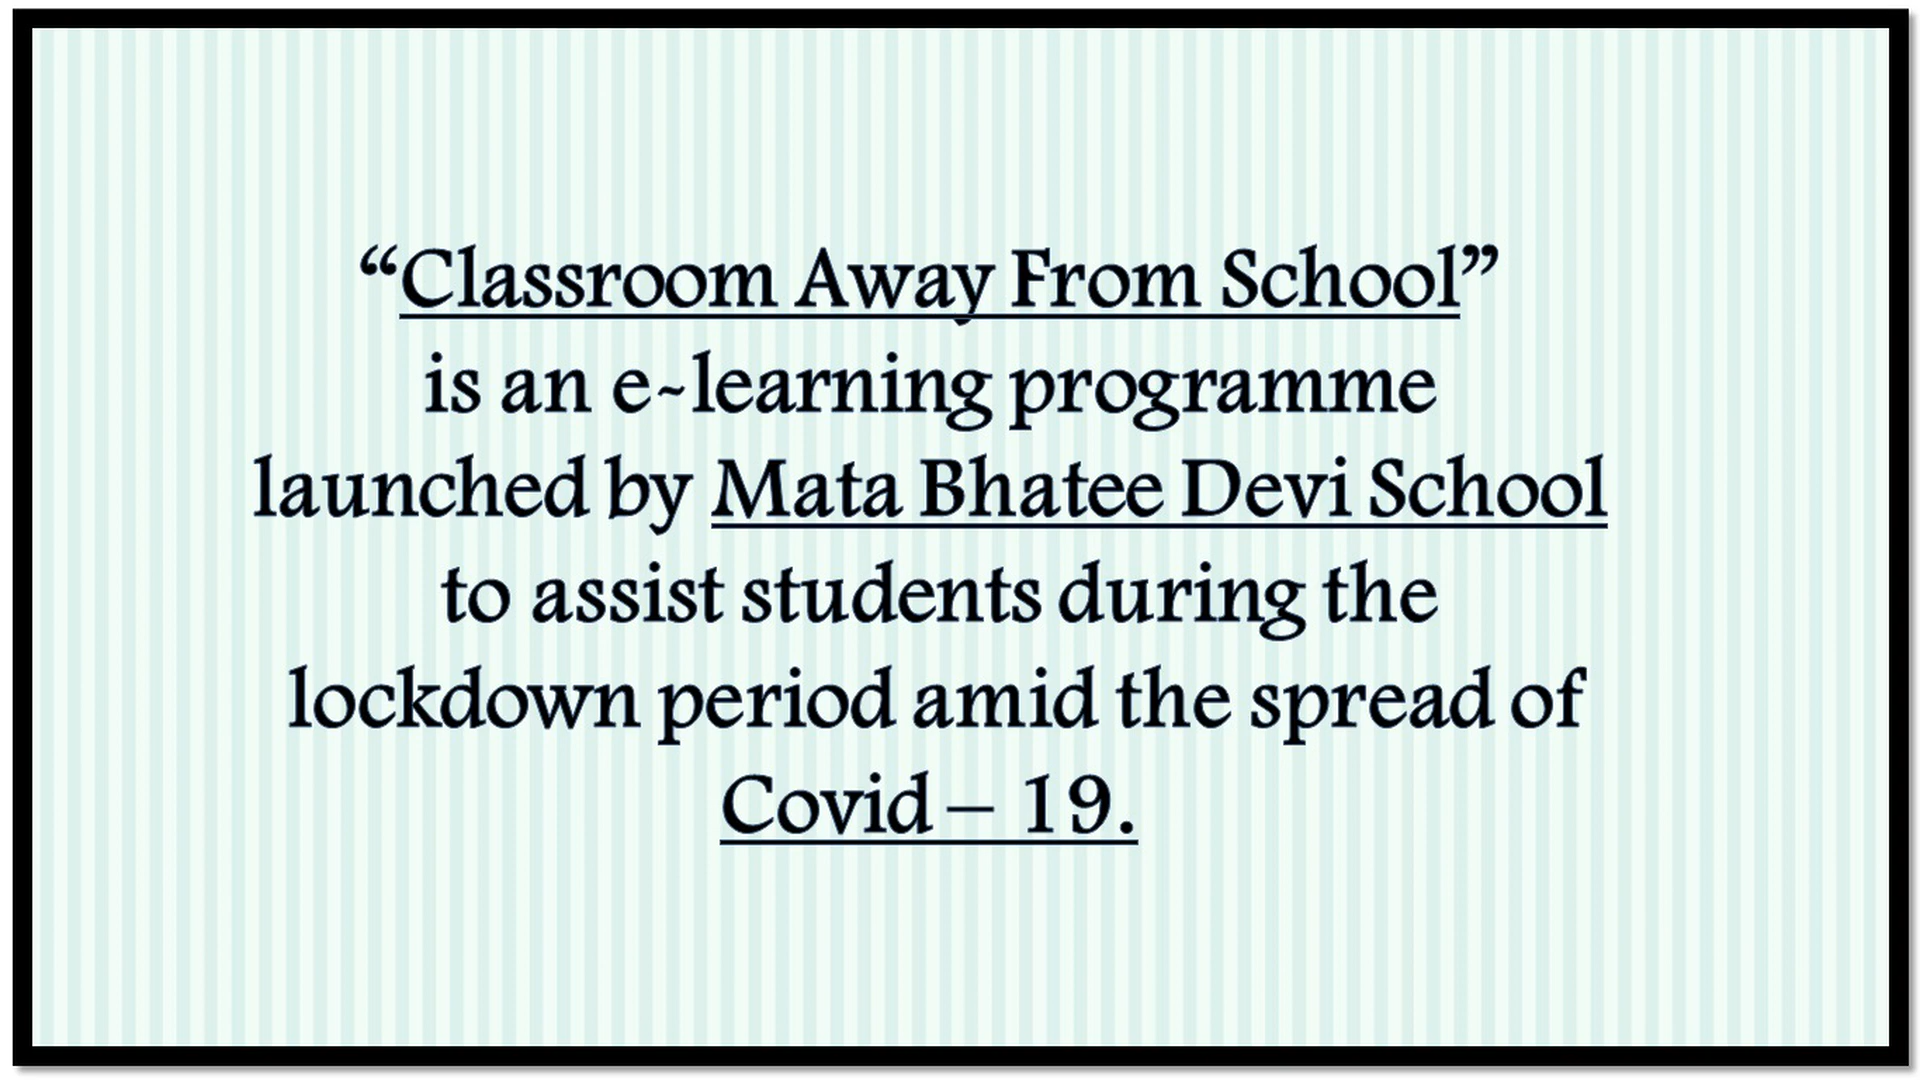 “Classroom Away From School”
is an e-learning programme
launched by Mata Bhatee Devi School
to assist students during the
lockdown period amid the spread of
Covid – 19.